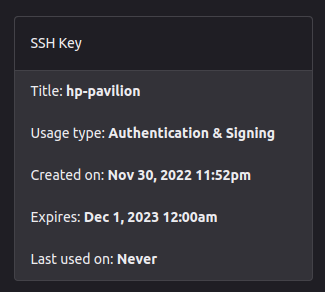 SSH Key
Title: hp-pavilion
Usage type: Authentication & Signing
Created on: Nov 30, 2022 11:52pm
Expires: Dec 1, 2023 12:00am
Last used on: Never